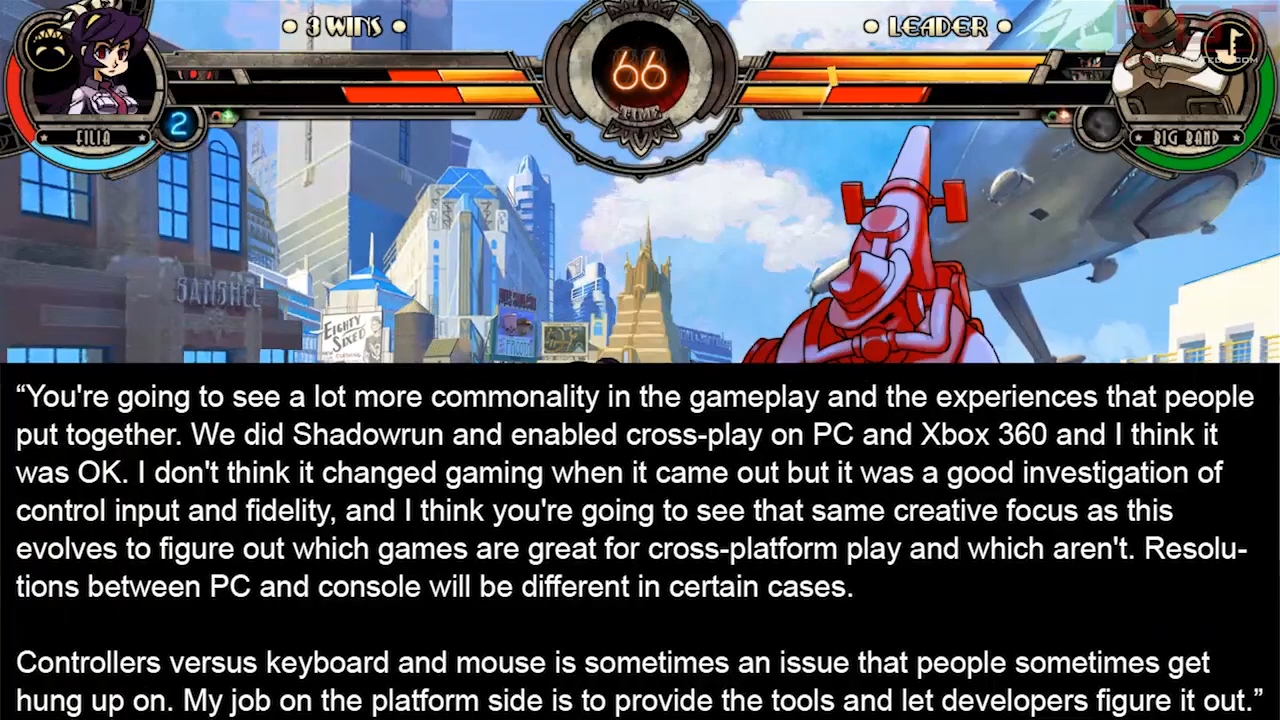 • 3 WINS •
• LEADER •
66
TIME
FILIA
2
BIG BAND
EIGHTY
SIXED
“You're going to see a lot more commonality in the gameplay and the experiences that people
put together. We did Shadowrun and enabled cross-play on PC and Xbox 360 and I think it
was OK. I don't think it changed gaming when it came out but it was a good investigation of
control input and fidelity, and I think you're going to see that same creative focus as this
evolves to figure out which games are great for cross-platform play and which aren't. Resolu-
tions between PC and console will be different in certain cases.
Controllers versus keyboard and mouse is sometimes an issue that people sometimes get
hung up on. My job on the platform side is to provide the tools and let developers figure it out.”